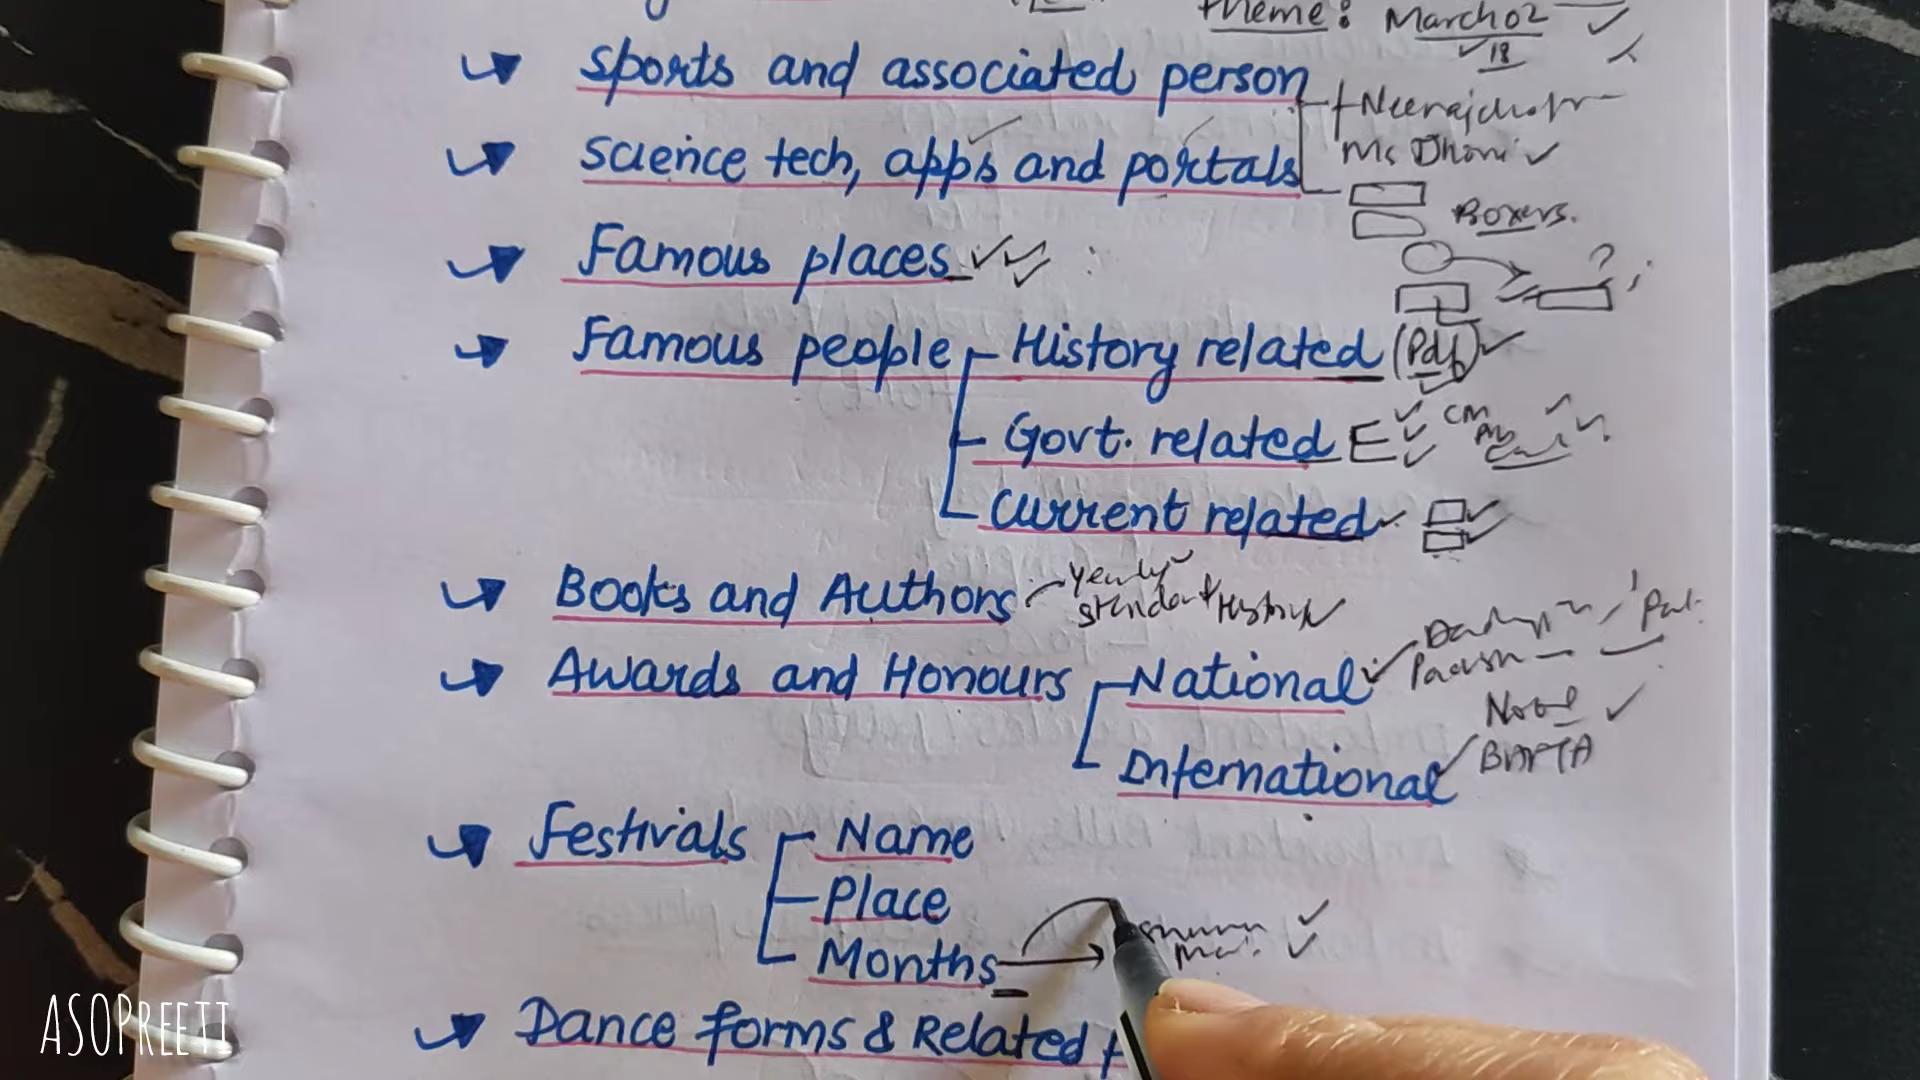 Theme: March 02
18
Sports and associated person
Neeraj
Ms Dhoni
Science tech, apps and portals
Boxers.
Famous places
?
Famous people History related (Pdf)
Govt. related CM
Current related
Books and Authors Yearly
Awards and Honours National
Nobel
International BAFTA
Festivals Name
Place
Months
Dance forms & Related
ASOPREETI